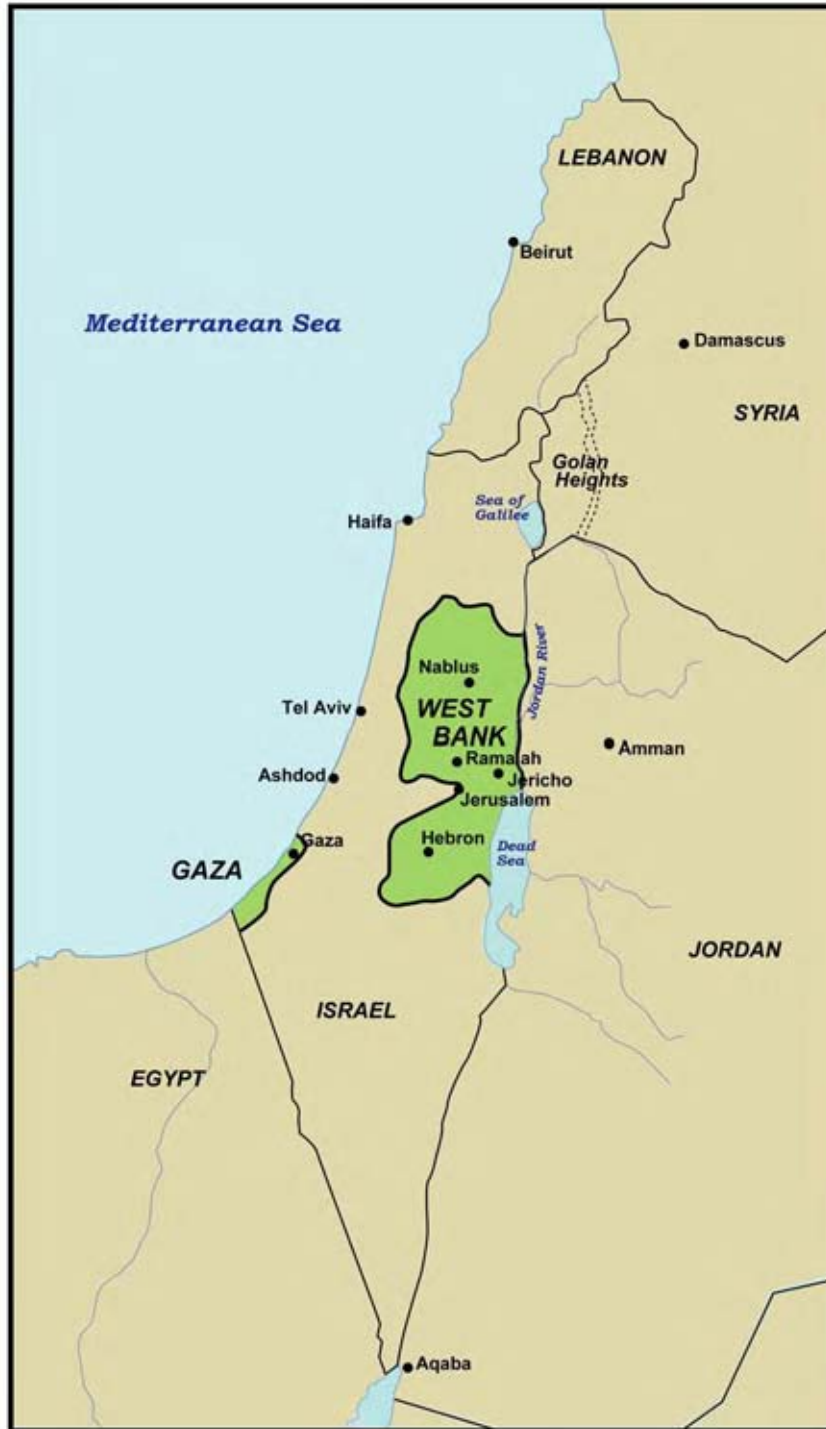 LEBANON
Beirut
Mediterranean Sea
Damascus
SYRIA
Golan
Heights
Sea of
Galilee
Haifa
Jordan River
Nablus
Tel Aviv
WEST
BANK
Amman
Ramalah
Ashdod
Jericho
Jerusalem
Gaza
Hebron
Dead
Sea
GAZA
JORDAN
ISRAEL
EGYPT
Aqaba